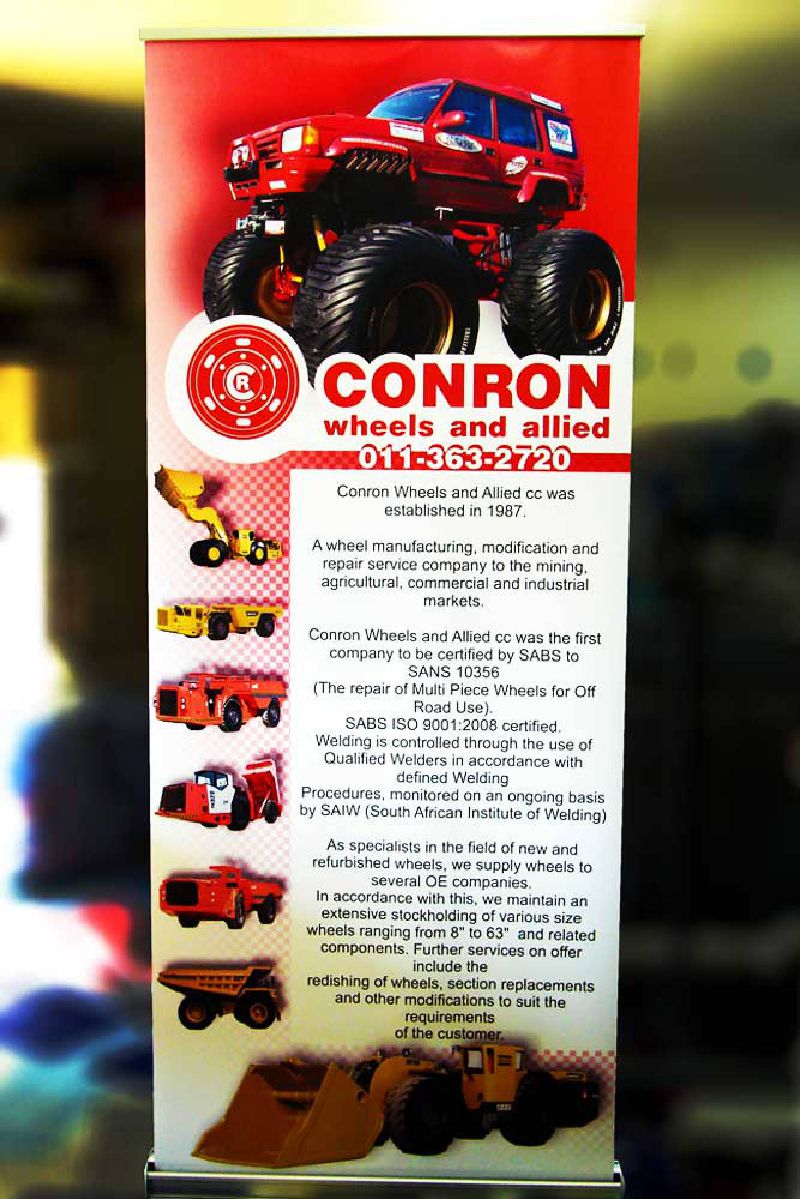 CR
CONRON
wheels and allied
011-363-2720
Conron Wheels and Allied cc was
established in 1987.
A wheel manufacturing, modification and
repair service company to the mining,
agricultural, commercial and industrial
markets.
Conron Wheels and Allied cc was the first
company to be certified by SABS to
SANS 10356
(The repair of Multi Piece Wheels for Off
Road Use).
SABS ISO 9001:2008 certified.
Welding is controlled through the use of
Qualified Welders in accordance with
defined Welding
Procedures, monitored on an ongoing basis
by SAIW (South African Institute of Welding)
As specialists in the field of new and
refurbished wheels, we supply wheels to
several OE companies.
In accordance with this, we maintain an
extensive stockholding of various size
wheels ranging from 8" to 63" and related
components. Further services on offer
include the
redishing of wheels, section replacements
and other modifications to suit the
requirements
of the customer.